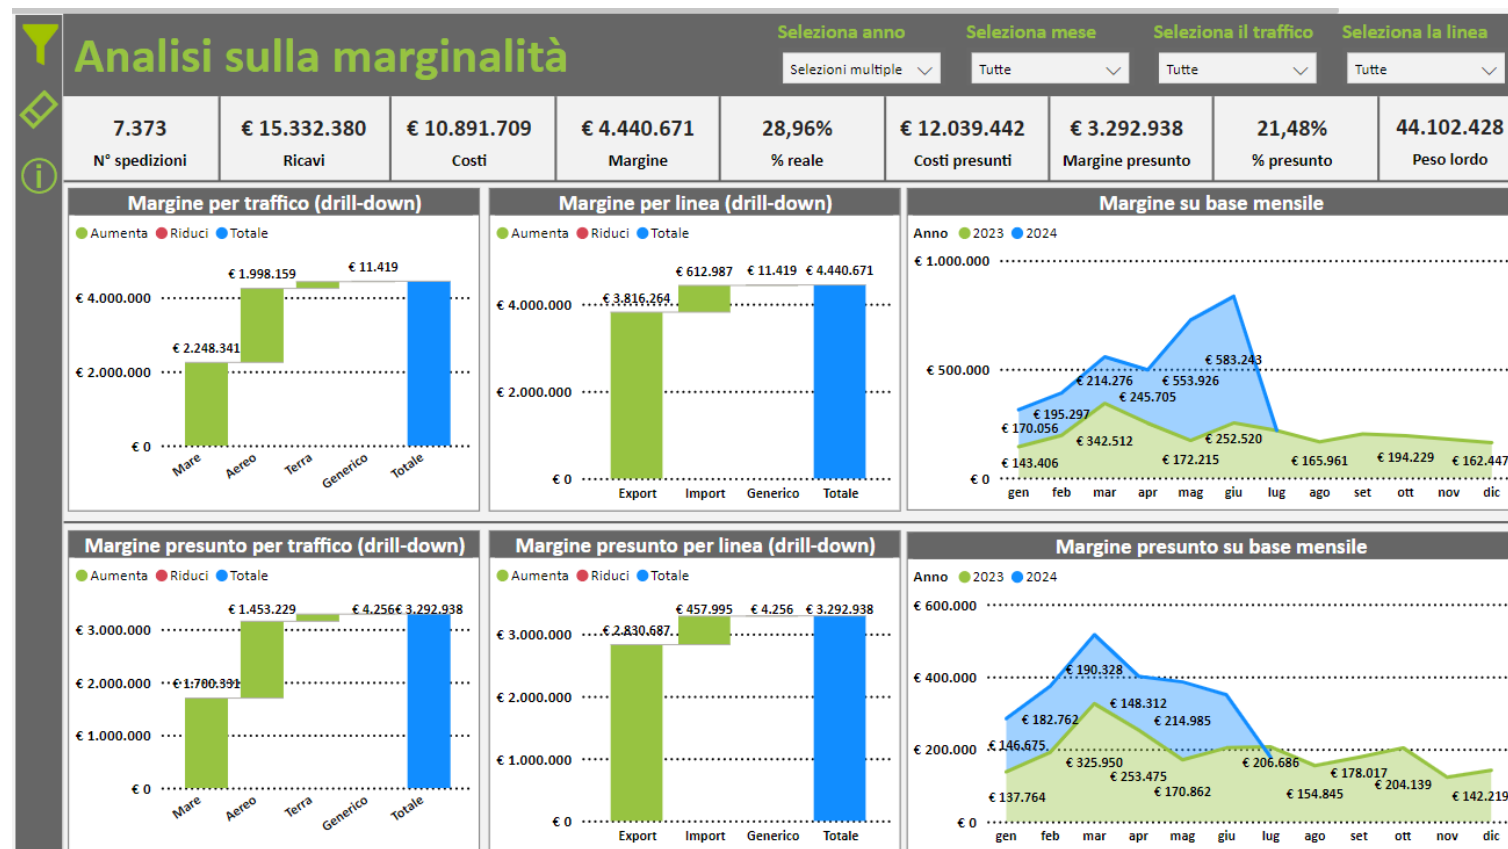 Analisi sulla marginalità
Seleziona anno
Selezioni multiple
Seleziona mese
Tutte
Seleziona il traffico
Tutte
Seleziona la linea
Tutte
7.373
N° spedizioni
€ 15.332.380
Ricavi
€ 10.891.709
Costi
€ 4.440.671
Margine
28,96%
% reale
€ 12.039.442
Costi presunti
€ 3.292.938
Margine presunto
21,48%
% presunto
44.102.428
Peso lordo
Margine per traffico (drill-down)
Aumenta Riduci Totale
€ 11.419
€ 1.998.159
€ 4.000.000
€ 2.248.341
€ 2.000.000
€ 0
Mare Aereo Terra Generico Totale
Margine per linea (drill-down)
Aumenta Riduci Totale
€ 612.987 € 11.419 € 4.440.671
€ 3.816.264
€ 4.000.000
€ 2.000.000
€ 0
Export Import Generico Totale
Margine su base mensile
Anno 2023 2024
€ 1.000.000
€ 583.243
€ 500.000
€ 214.276 € 553.926
€ 245.705
€ 195.297
€ 170.056
€ 342.512 € 252.520
€ 143.406 € 172.215 € 165.961 € 194.229 € 162.447
€ 0
gen feb mar apr mag giu lug ago set ott nov dic
Margine presunto per traffico (drill-down)
Aumenta Riduci Totale
€ 1.453.229 € 4.256 € 3.292.938
€ 3.000.000
€ 2.000.000 € 1.700.391
€ 1.000.000
€ 0
Mare Aereo Terra Generico Totale
Margine presunto per linea (drill-down)
Aumenta Riduci Totale
€ 457.995 € 4.256 € 3.292.938
€ 3.000.000 € 2.830.687
€ 2.000.000
€ 1.000.000
€ 0
Export Import Generico Totale
Margine presunto su base mensile
Anno 2023 2024
€ 600.000
€ 190.328
€ 400.000
€ 148.312
€ 182.762 € 214.985
€ 200.000 € 146.675
€ 325.950 € 206.686
€ 253.475 € 178.017
€ 170.862 € 154.845 € 204.139
€ 137.764 € 142.219
€ 0
gen feb mar apr mag giu lug ago set ott nov dic